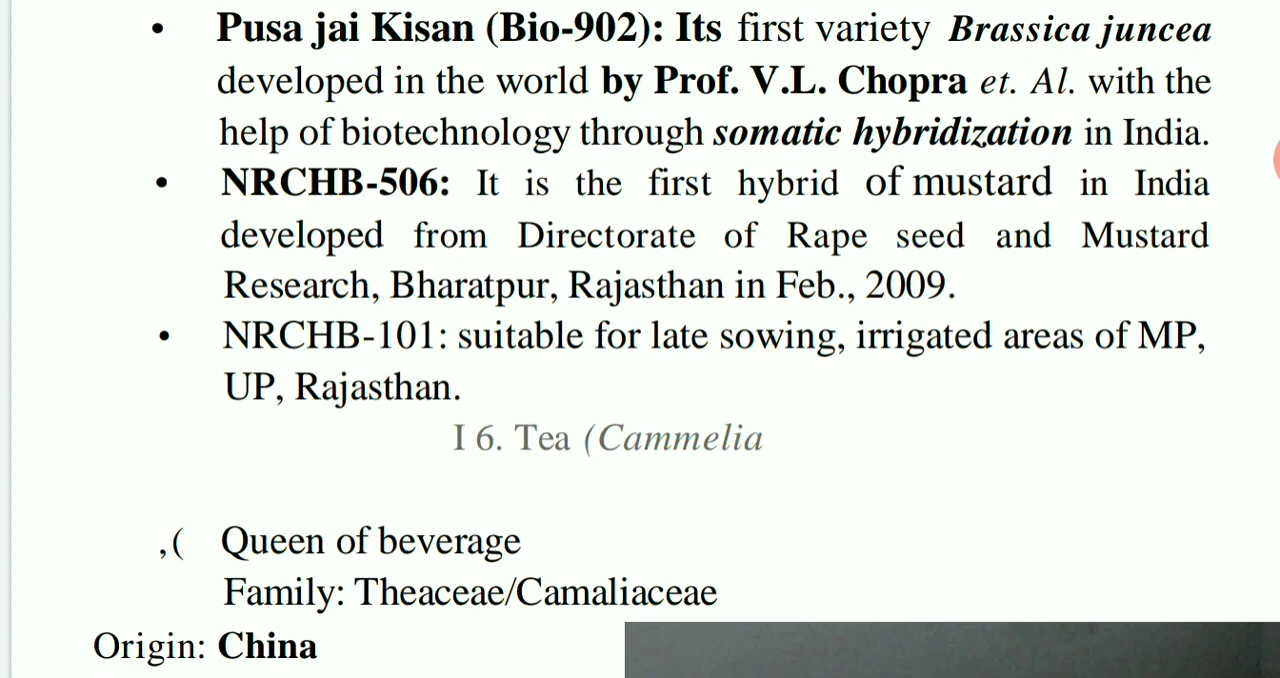 • Pusa jai Kisan (Bio-902): Its first variety Brassica juncea
developed in the world by Prof. V.L. Chopra et. Al. with the
help of biotechnology through somatic hybridization in India.
• NRCHB-506: It is the first hybrid of mustard in India
developed from Directorate of Rape seed and Mustard
Research, Bharatpur, Rajasthan in Feb., 2009.
• NRCHB-101: suitable for late sowing, irrigated areas of MP,
UP, Rajasthan.
I 6. Tea (Cammelia
,( Queen of beverage
Family: Theaceae/Camaliaceae
Origin: China